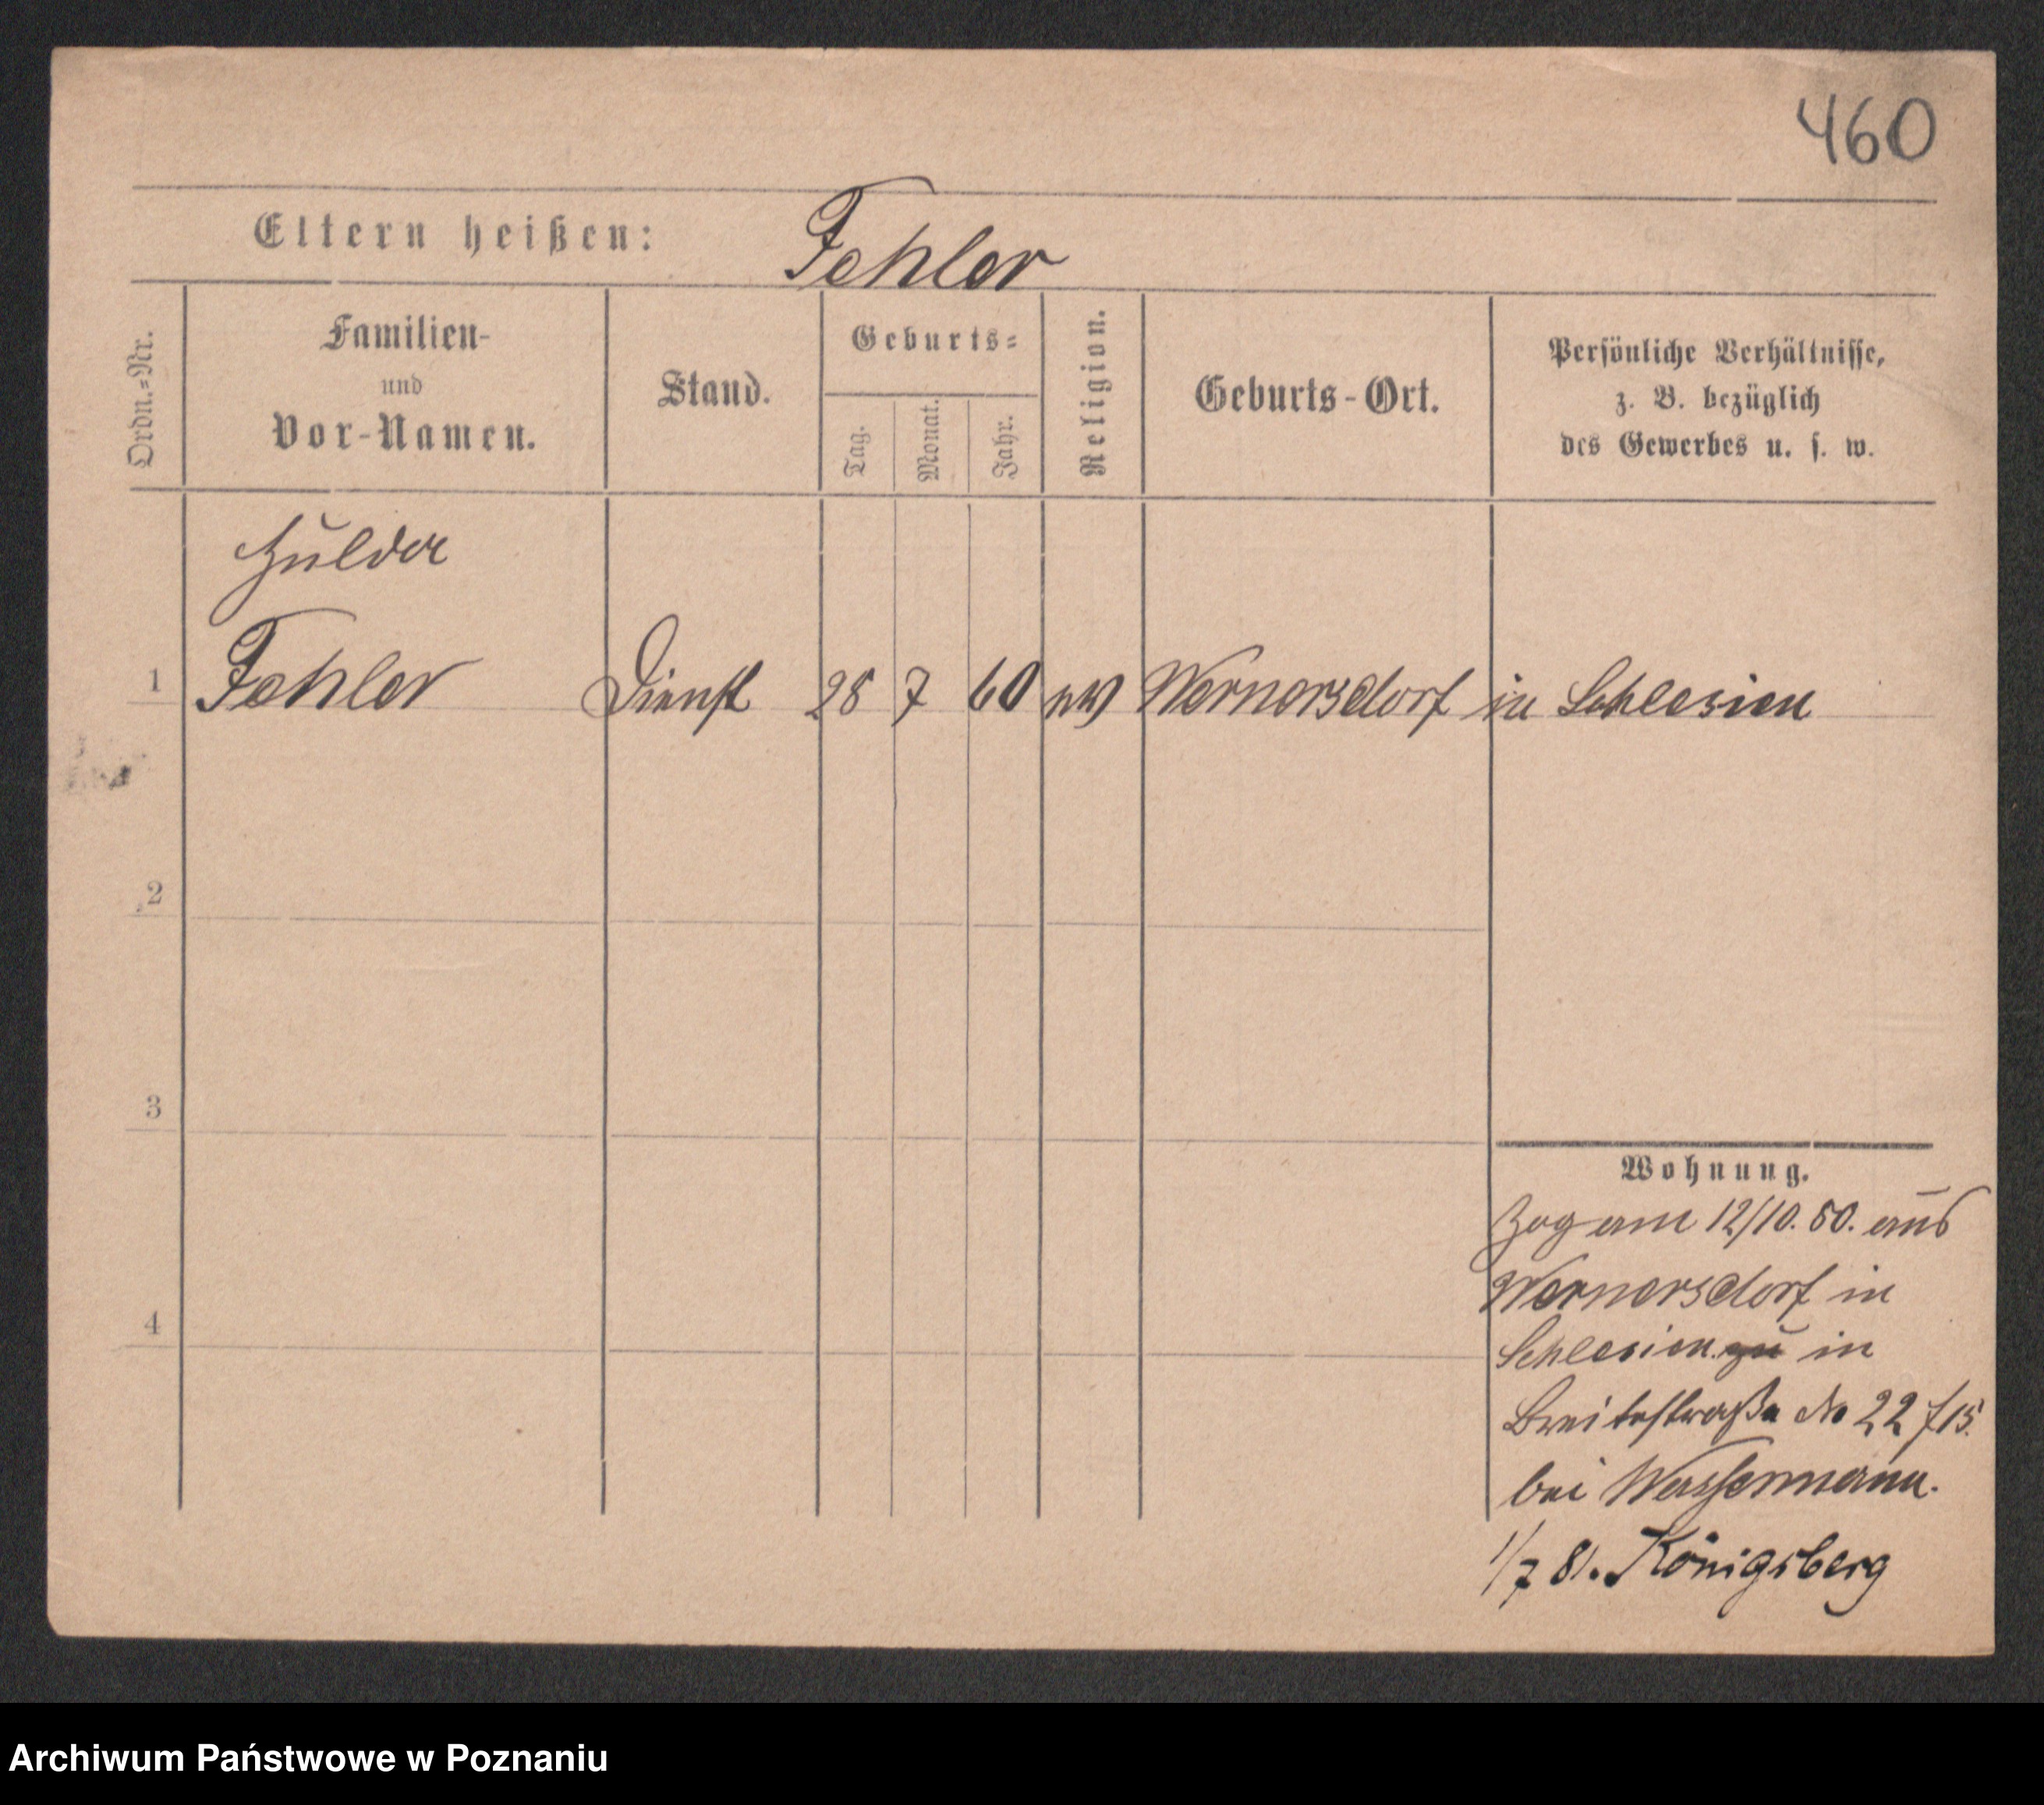 460
Eltern heißen: Fehler
Ordn.=Nr.
Familien-
und
Vor-Namen.
Stand.
Geburts=
Tag.
Monat.
Jahr.
Religion.
Geburts-Ort.
Persönliche Verhältnisse,
z. B. bezüglich
des Gewerbes u. s. w.
Hulda
1 Fehler Dienst 28 7 60 Wernersdorf in Schlesien
2
3
4
Wohnung.
Zog am 12/10. 80. aus
Wernersdorf in
Schlesien zu in
Breitestraße No 22
bei Wassermann.
1/7 81. Königsberg
Archiwum Państwowe w Poznaniu